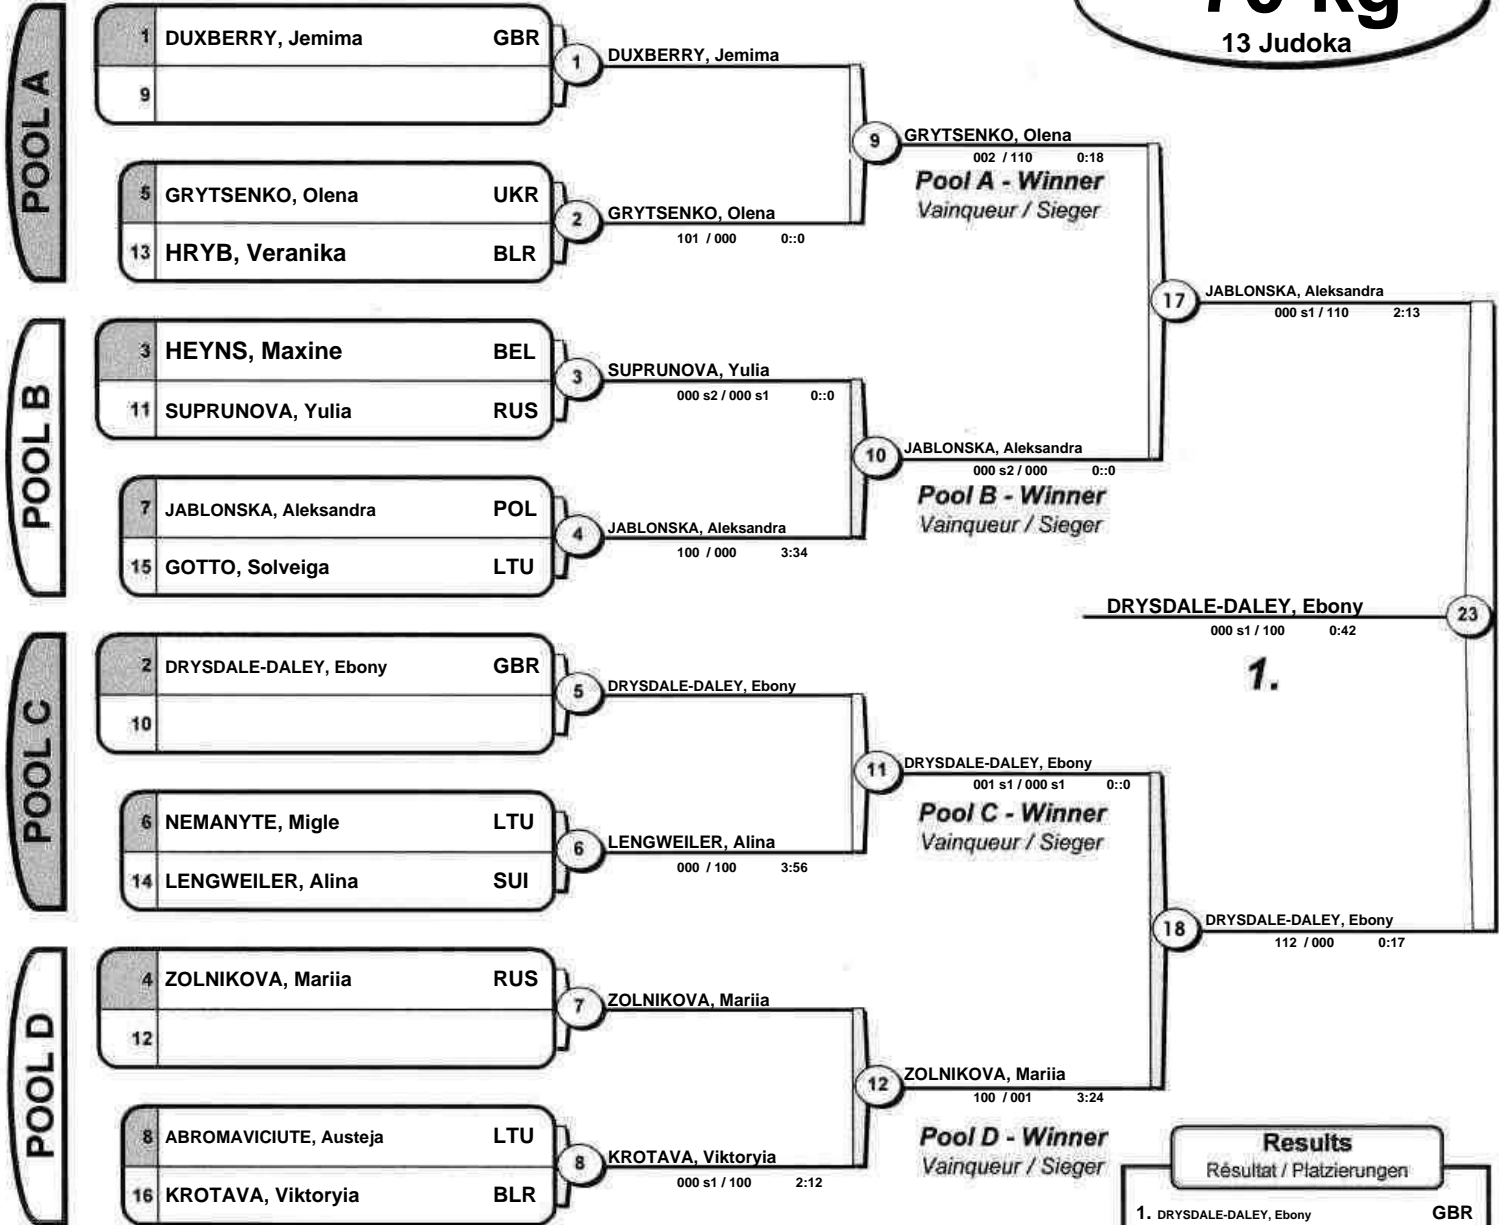 70 kg
13 Judoka
POOL A
1 DUXBERRY, Jemima GBR
9
1 DUXBERRY, Jemima
5 GRYTSENKO, Olena UKR
13 HRYB, Veranika BLR
2 GRYTSENKO, Olena
101 / 000 0::0
9 GRYTSENKO, Olena
002 / 110 0:18
Pool A - Winner
Vainqueur / Sieger
POOL B
3 HEYNS, Maxine BEL
11 SUPRUNOVA, Yulia RUS
3 SUPRUNOVA, Yulia
000 s2 / 000 s1 0::0
7 JABLONSKA, Aleksandra POL
15 GOTTO, Solveiga LTU
4 JABLONSKA, Aleksandra
100 / 000 3:34
10 JABLONSKA, Aleksandra
000 s2 / 000 0::0
Pool B - Winner
Vainqueur / Sieger
17 JABLONSKA, Aleksandra
000 s1 / 110 2:13
DRYSDALE-DALEY, Ebony 23
000 s1 / 100 0:42
1.
POOL C
2 DRYSDALE-DALEY, Ebony GBR
10
5 DRYSDALE-DALEY, Ebony
6 NEMANYTE, Migle LTU
14 LENGWEILER, Alina SUI
6 LENGWEILER, Alina
000 / 100 3:56
11 DRYSDALE-DALEY, Ebony
001 s1 / 000 s1 0::0
Pool C - Winner
Vainqueur / Sieger
18 DRYSDALE-DALEY, Ebony
112 / 000 0:17
POOL D
4 ZOLNIKOVA, Mariia RUS
12
7 ZOLNIKOVA, Mariia
8 ABROMAVICIUTE, Austeja LTU
16 KROTAVA, Viktoryia BLR
8 KROTAVA, Viktoryia
000 s1 / 100 2:12
12 ZOLNIKOVA, Mariia
100 / 001 3:24
Pool D - Winner
Vainqueur / Sieger
Results
Résultat / Platzierungen
1. DRYSDALE-DALEY, Ebony GBR